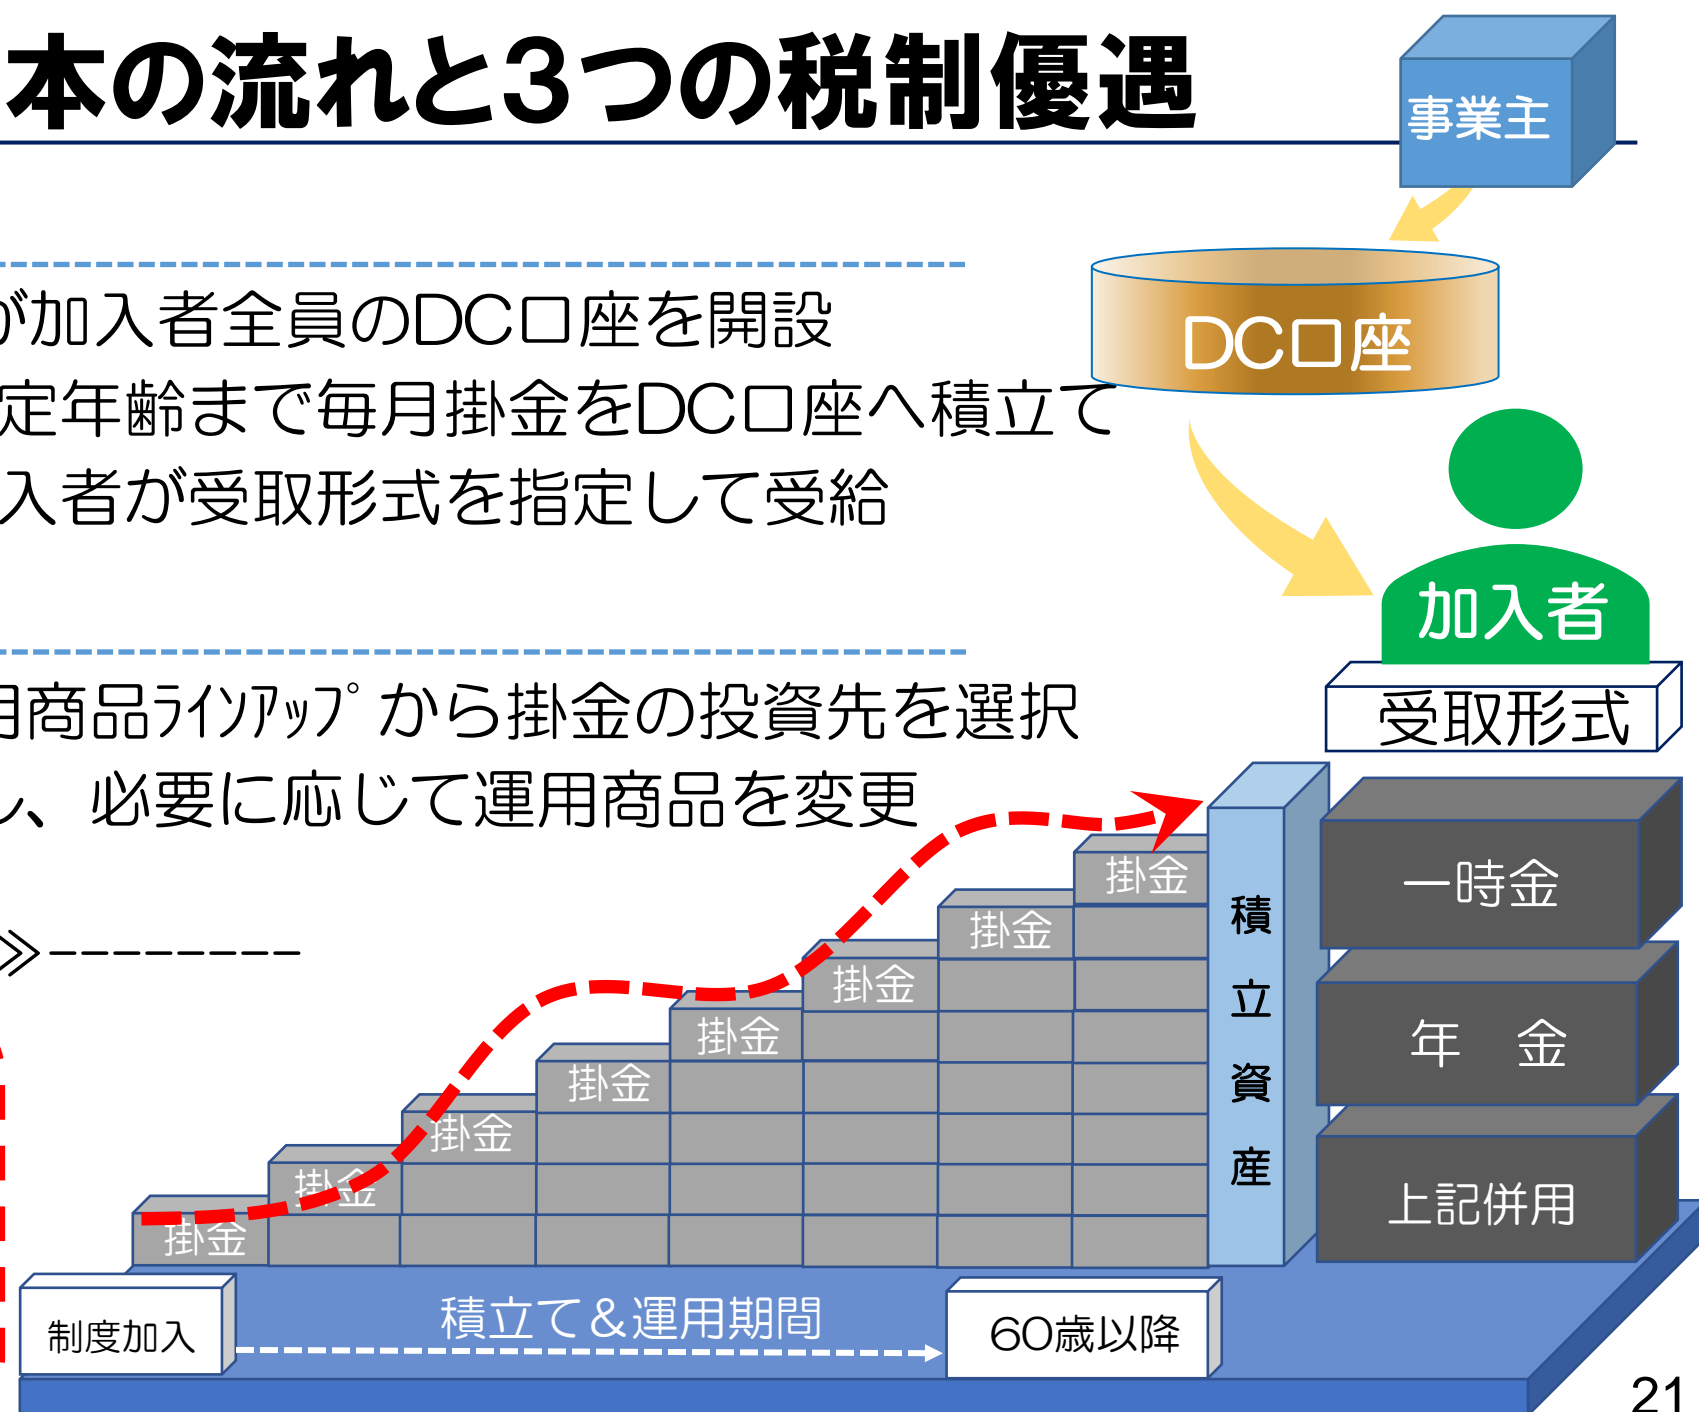 本の流れと3つの税制優遇
事業主
DC口座
が加入者全員のDC口座を開設
定年齢まで毎月掛金をDC口座へ積立て
入者が受取形式を指定して受給
加入者
受取形式
用商品ﾗｲﾝｱｯﾌﾟから掛金の投資先を選択
し、必要に応じて運用商品を変更
≫---------
掛金
掛金
掛金
掛金
掛金
掛金
掛金
掛金
積立資産
一時金
年　金
上記併用
制度加入
積立て＆運用期間
60歳以降
21